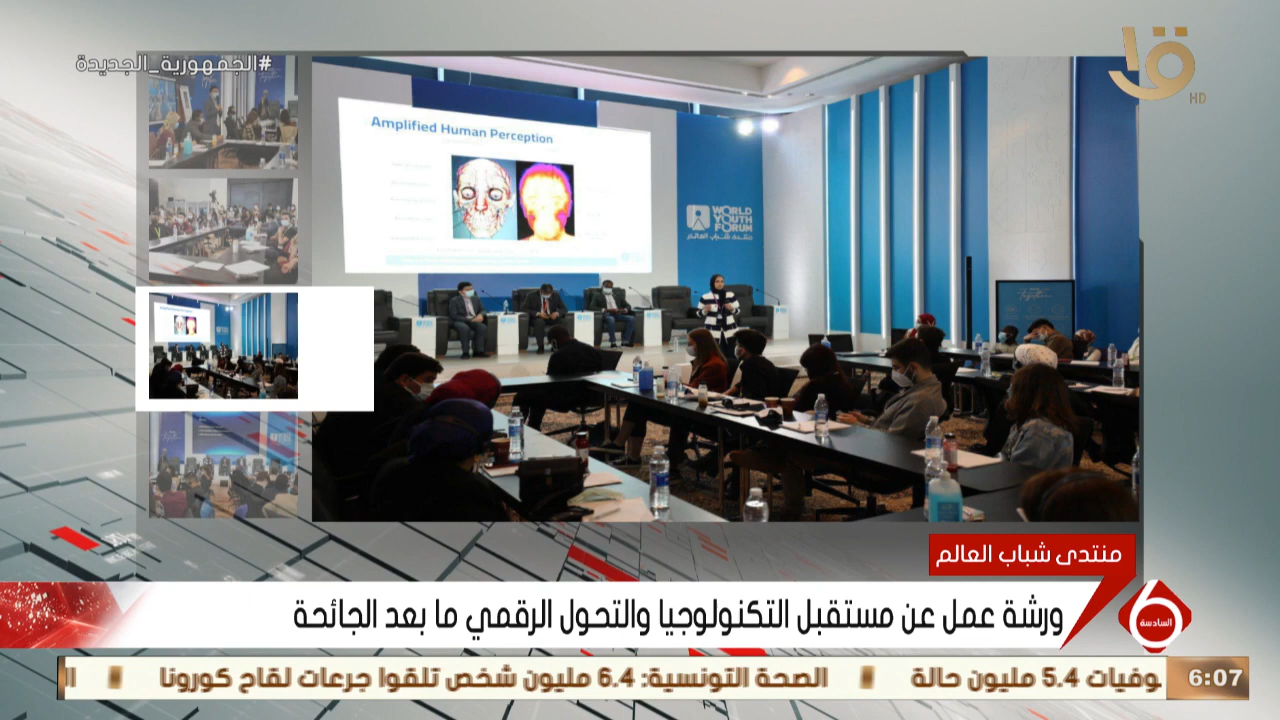 #الجمهورية_الجديدة
HD
Amplified Human Perception
WORLD
YOUTH
FORUM
منتدى شباب العالم
منتدى شباب العالم
ورشة عمل عن مستقبل التكنولوجيا والتحول الرقمي ما بعد الجائحة
6
السادسة
وفيات 5.4 مليون حالة
الصحة التونسية: 6.4 مليون شخص تلقوا جرعات لقاح كورونا
6:07